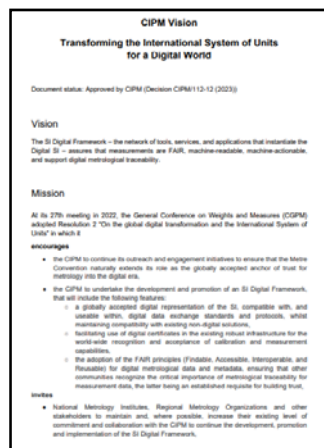 CIPM Vision
Transforming the International System of Units
for a Digital World
Document status: Approved by CIPM (Decision CIPM/112-12 (2023))
Vision
The SI Digital Framework – the network of tools, services, and applications that instantiate the
Digital SI – assures that measurements are FAIR, machine-readable, machine-actionable,
and support digital metrological traceability.
Mission
At its 27th meeting in 2022, the General Conference on Weights and Measures (CGPM)
adopted Resolution 2 "On the global digital transformation and the International System of
Units" in which it
encourages
• the CIPM to continue its outreach and engagement initiatives to ensure that the Metre
Convention naturally extends its role as the globally accepted anchor of trust for
metrology into the digital era.
• the CIPM to undertake the development and promotion of an SI Digital Framework,
that will include the following features:
o a globally accepted digital representation of the SI, compatible with, and
useable within, digital data exchange standards and protocols, whilst
maintaining compatibility with existing non-digital solutions,
o facilitating use of digital certificates in the existing robust infrastructure for the
world-wide recognition and acceptance of calibration and measurement
capabilities,
o the adoption of the FAIR principles (Findable, Accessible, Interoperable, and
Reusable) for digital metrological data and metadata, ensuring that other
communities recognize the critical importance of metrological traceability for
measurement data, the latter being an established requisite for building trust,
invites
• National Metrology Institutes, Regional Metrology Organizations and other
stakeholders to maintain and, where possible, increase their existing level of
commitment and collaboration with the CIPM to continue the development, promotion
and implementation of the SI Digital Framework.